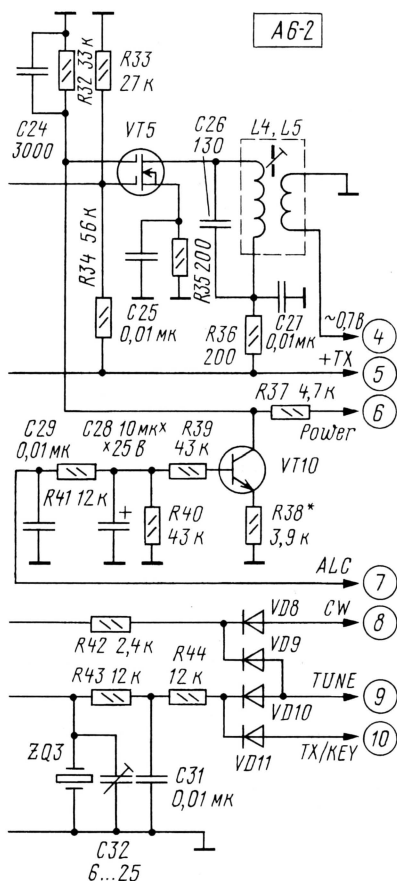 А6-2
R32 33 к
R33
27 к
C24
3000
VT5
C26
130
L4, L5
R34 56 к
C25
0,01 мк
R35 200
R36
200
C27
0,01 мк
~0,7В
4
+TX
5
R37 4,7 к
6
Power
C29
0,01 мк
C28 10 мк×
×25 В
R39
43 к
VT10
R41 12 к
R40
43 к
R38*
3,9 к
ALC
7
VD8
CW
8
R42 2,4 к
VD9
R43 12 к
R44
12 к
TUNE
9
VD10
10
TX/KEY
VD11
ZQ3
C31
0,01 мк
C32
6...25